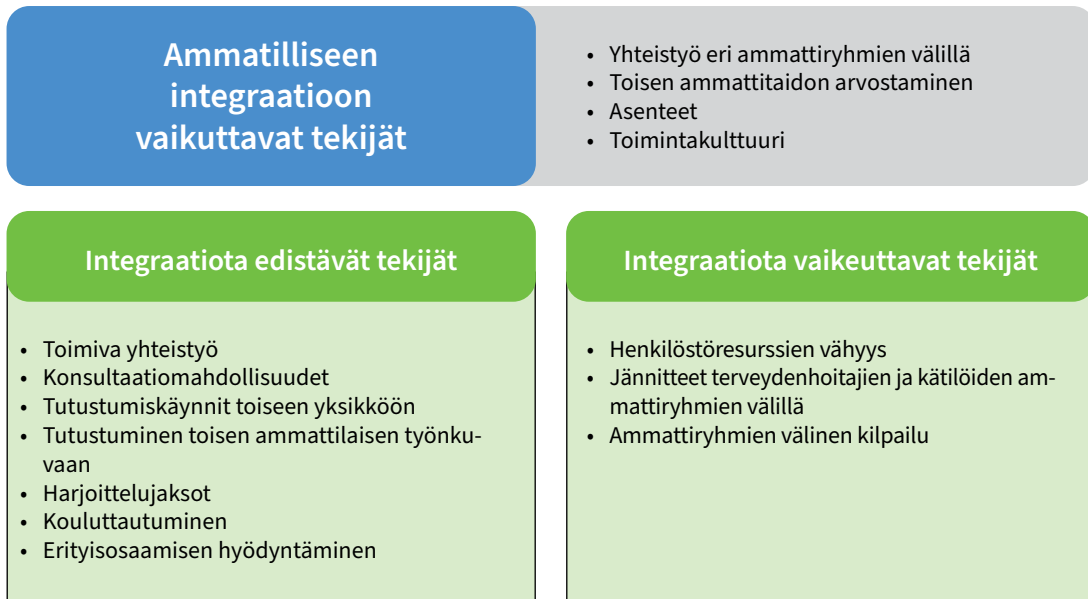 Ammatilliseen
integraatioon
vaikuttavat tekijät
• Yhteistyö eri ammattiryhmien välillä
• Toisen ammattitaidon arvostaminen
• Asenteet
• Toimintakulttuuri
Integraatiota edistävät tekijät
• Toimiva yhteistyö
• Konsultaatiomahdollisuudet
• Tutustumiskäynnit toiseen yksikköön
• Tutustuminen toisen ammattilaisen työnku-
vaan
• Harjoittelujaksot
• Kouluttautuminen
• Erityisosaamisen hyödyntäminen
Integraatiota vaikeuttavat tekijät
• Henkilöstöresurssien vähyys
• Jännitteet terveydenhoitajien ja kätilöiden am-
mattiryhmien välillä
• Ammattiryhmien välinen kilpailu